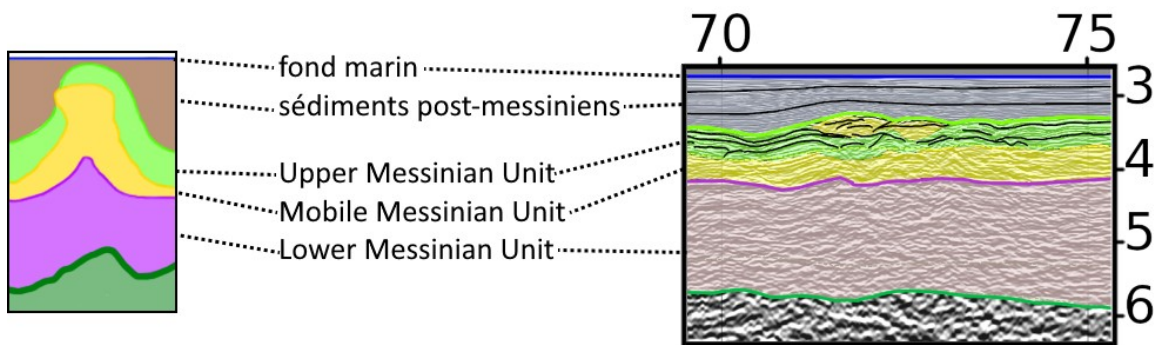 70 75
fond marin
3
sédiments post-messiniens
4
Upper Messinian Unit
Mobile Messinian Unit
5
Lower Messinian Unit
6